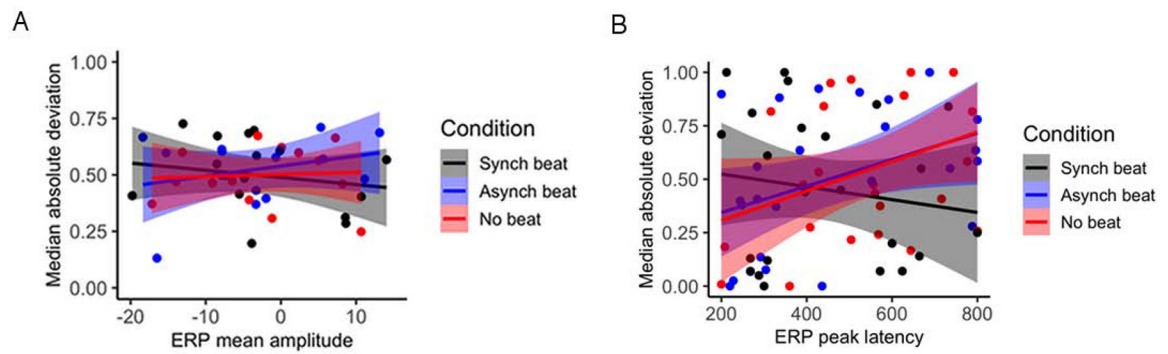 A
Median absolute deviation
1.00
0.75
0.50
0.25
0.00
-20 -10 0 10
ERP mean amplitude
Condition
Synch beat
Asynch beat
No beat
B
Median absolute deviation
1.00
0.75
0.50
0.25
0.00
200 400 600 800
ERP peak latency
Condition
Synch beat
Asynch beat
No beat